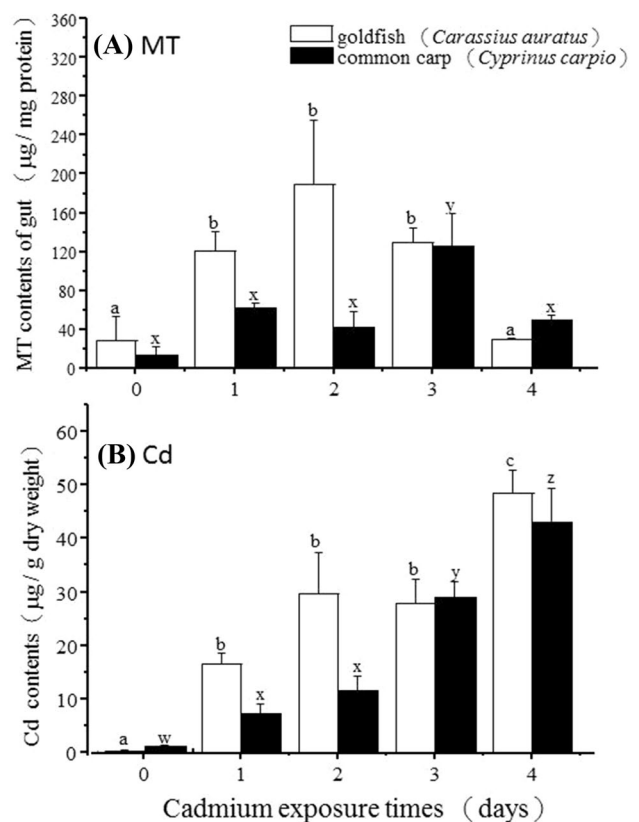 (A) MT
goldfish (Carassius auratus)
common carp (Cyprinus carpio)
MT contents of gut (µg/ mg protein)
360
320
280
240
200
160
120
80
40
0
a
x
b
x
b
x
b
y
a
x
0 1 2 3 4
(B) Cd
Cd contents (µg/ g dry weight)
60
50
40
30
20
10
0
a
w
b
x
b
x
b
y
c
z
0 1 2 3 4
Cadmium exposure times (days)